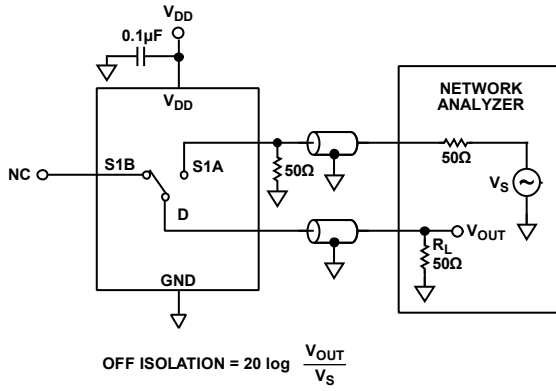 VDD
0.1µF
VDD
NETWORK
ANALYZER
S1B
S1A
NC
50Ω
50Ω
VS
D
VOUT
RL
50Ω
GND
OFF ISOLATION = 20 log VOUT
VS